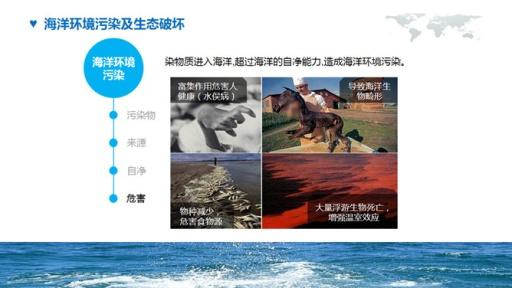 海洋环境污染及生态破坏
海洋环境
污染
染物质进入海洋,超过海洋的自净能力,造成海洋环境污染。
污染物
来源
自净
危害
富集作用危害人
健康（水俣病）
导致海洋生
物畸形
物种减少
危害食物源
大量浮游生物死亡，
增强温室效应